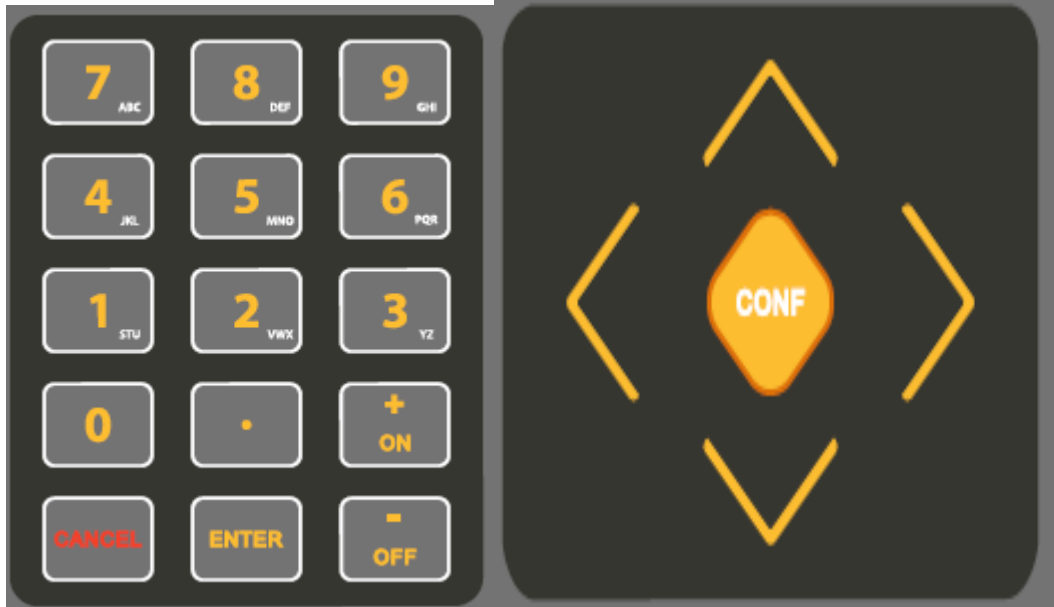 7 ABC
8 DEF
9 GHI
4 JKL
5 MNO
6 PQR
1 STU
2 VWX
3 YZ
0
.
+
ON
CANCEL
ENTER
-
OFF
CONF